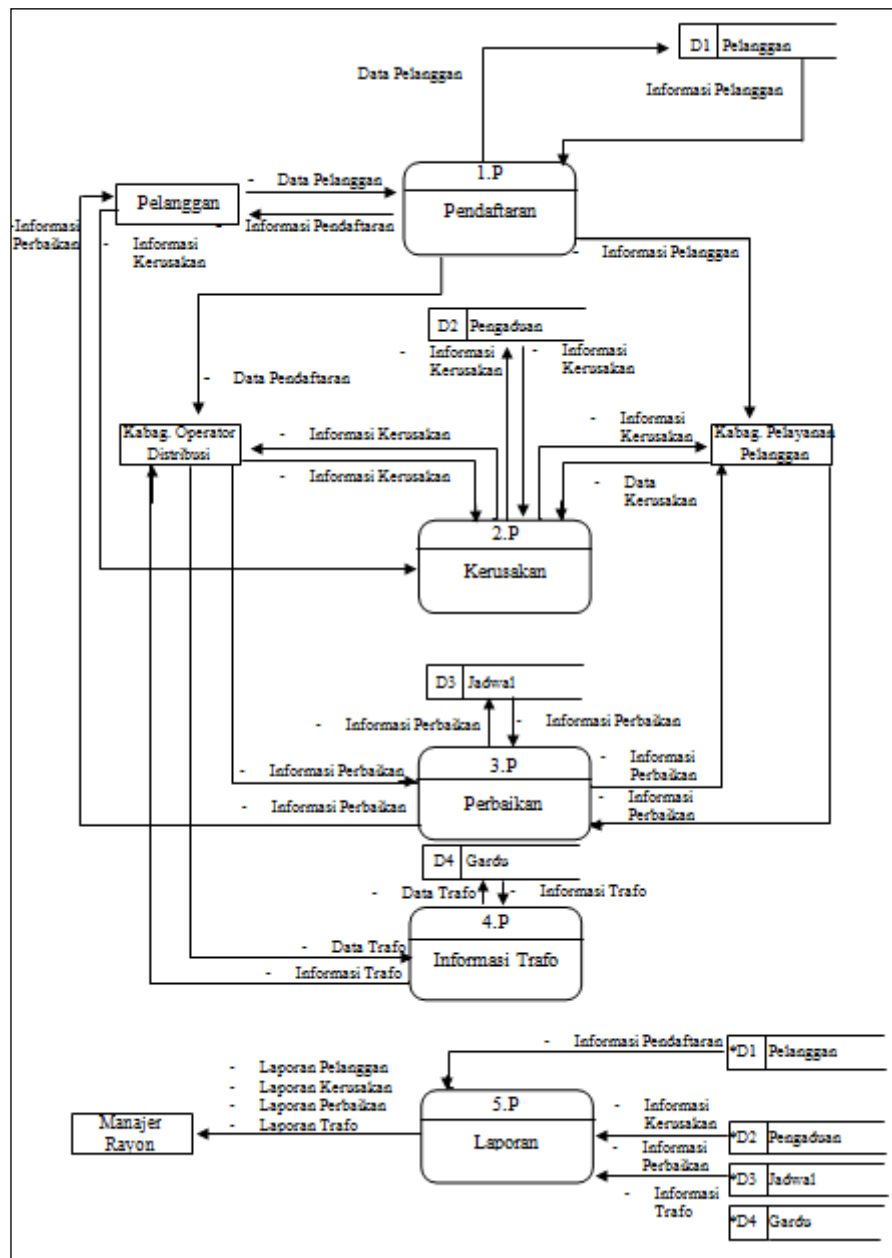 D1 Pelanggan
Data Pelanggan
Informasi Pelanggan
1.P
Pendaftaran
Pelanggan
- Data Pelanggan
- Informasi Pendaftaran
-Informasi
Perbaikan
- Informasi
Kerusakan
- Informasi Pelanggan
D2 Pengaduan
- Informasi
Kerusakan
- Informasi
Kerusakan
- Data Pendaftaran
Kabag. Operator
Distribusi
- Informasi Kerusakan
- Informasi Kerusakan
- Informasi
Kerusakan
- Data
Kerusakan
Kabag. Pelayanan
Pelanggan
2.P
Kerusakan
D3 Jadwal
- Informasi Perbaikan
- Informasi Perbaikan
- Informasi Perbaikan
- Informasi Perbaikan
3.P
Perbaikan
- Informasi
Perbaikan
- Informasi
Perbaikan
D4 Gardu
- Data Trafo
- Informasi Trafo
4.P
Informasi Trafo
- Data Trafo
- Informasi Trafo
- Informasi Pendaftaran
*D1 Pelanggan
- Laporan Pelanggan
- Laporan Kerusakan
- Laporan Perbaikan
- Laporan Trafo
Manajer
Rayon
5.P
Laporan
- Informasi
Kerusakan
- Informasi
Perbaikan
- Informasi
Trafo
*D2 Pengaduan
*D3 Jadwal
*D4 Gardu